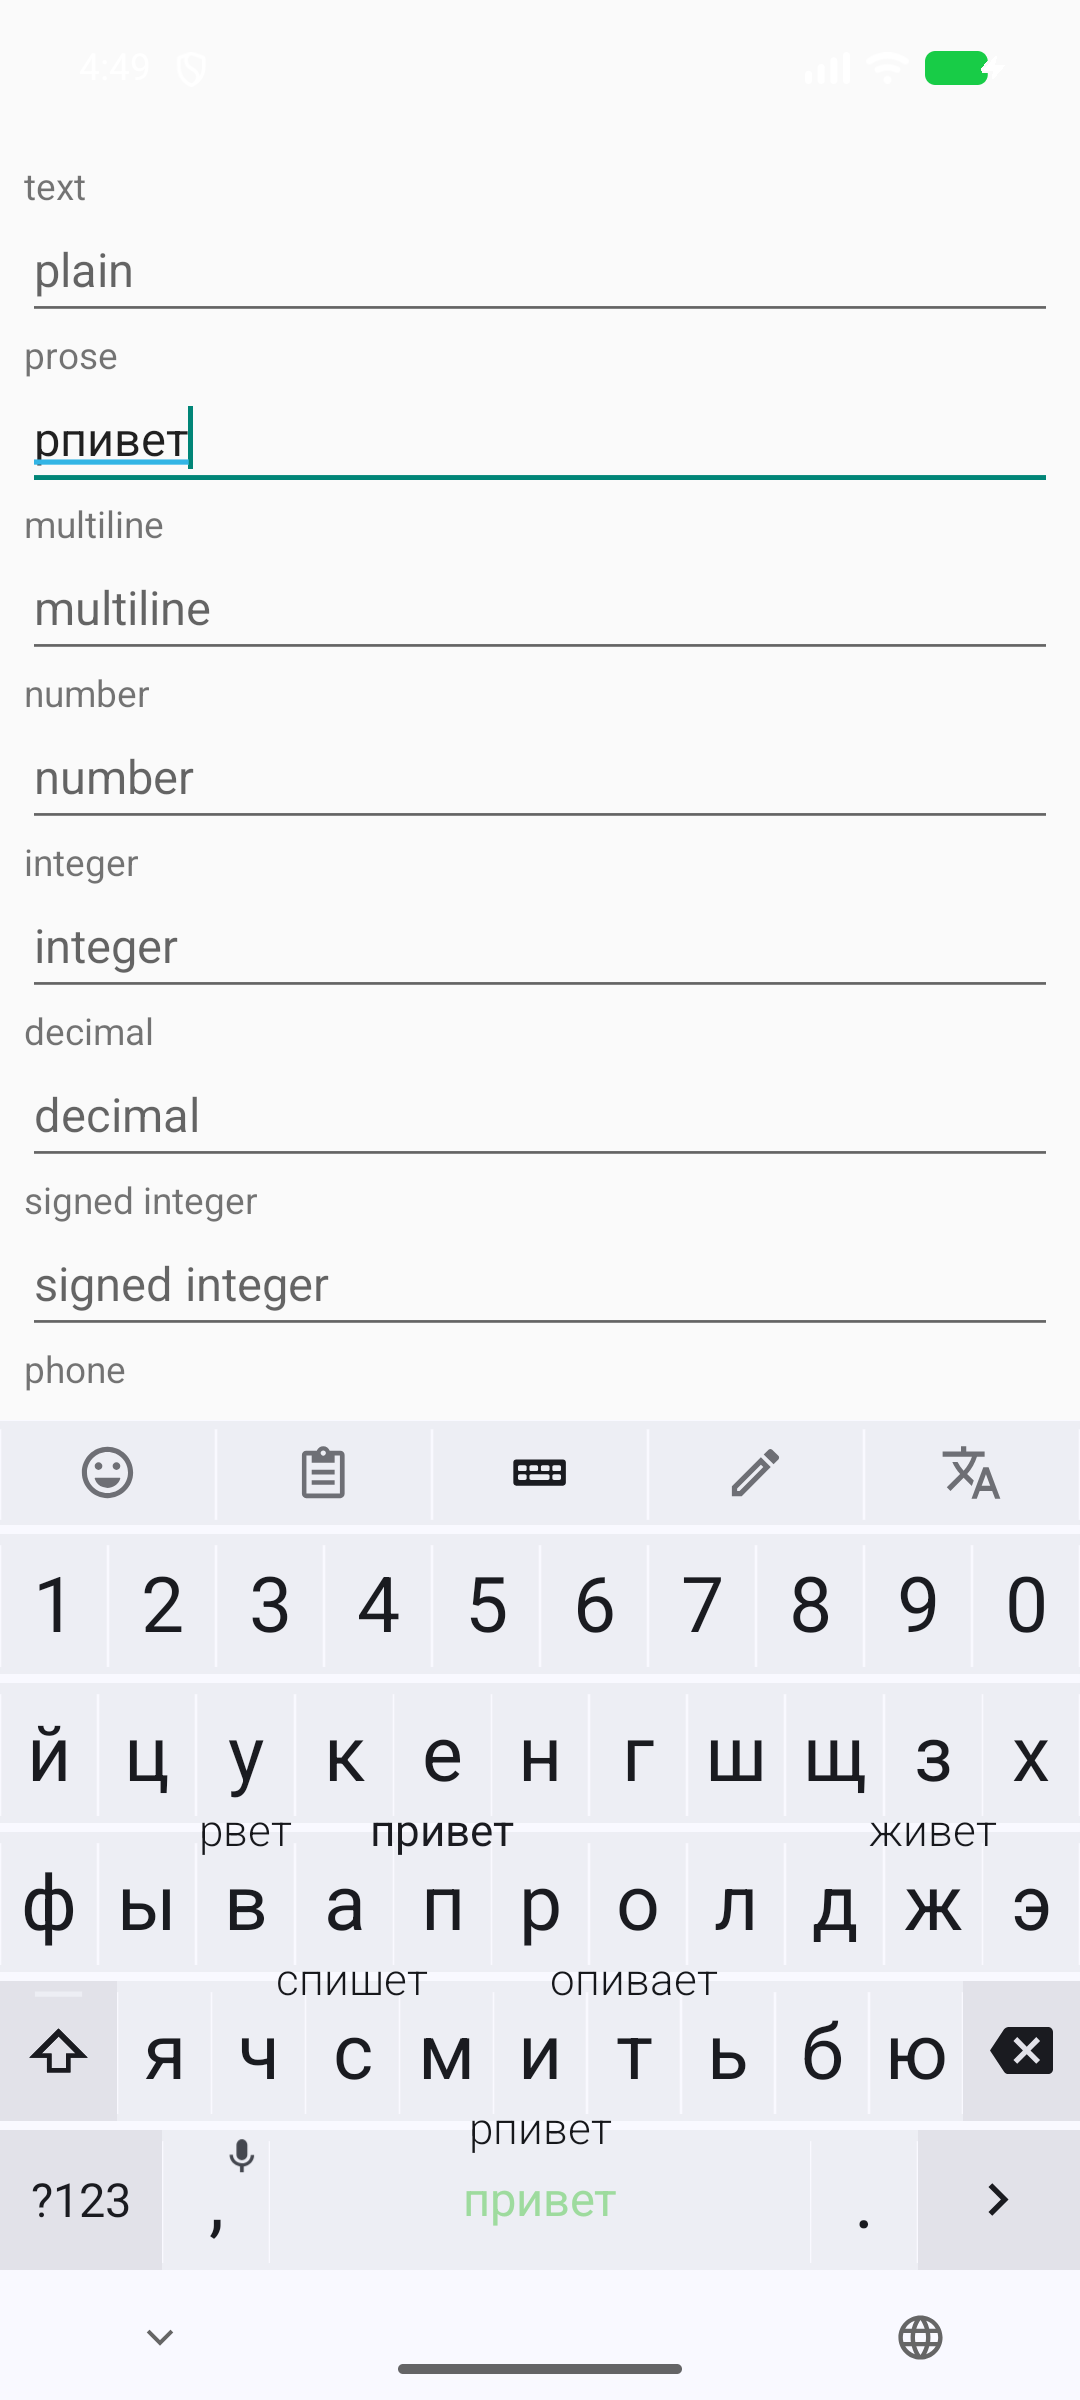 4:49
text
plain
prose
рпивет
multiline
multiline
number
number
integer
integer
decimal
decimal
signed integer
signed integer
phone
1 2 3 4 5 6 7 8 9 0
й ц у к е н г ш щ з х
рвет привет живет
ф ы в а п р о л д ж э
спишет опивает
я ч с м и т ь б ю
рпивет
?123 , привет .